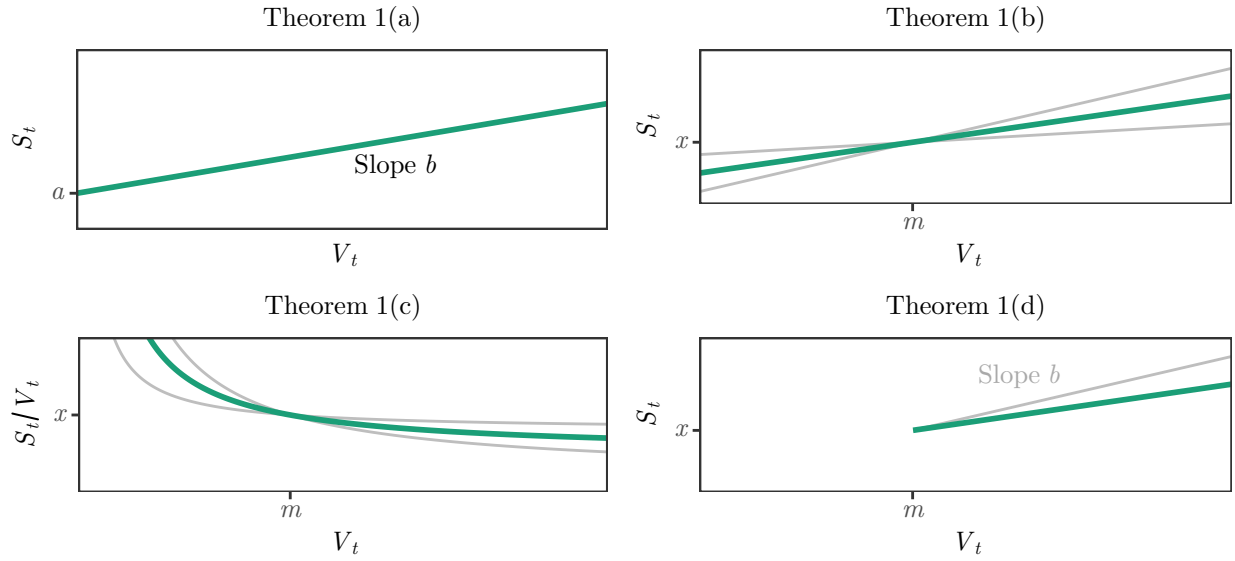 Theorem 1(a)
S_t
a
Slope b
V_t
Theorem 1(b)
S_t
x
m
V_t
Theorem 1(c)
S_t/V_t
x
m
V_t
Theorem 1(d)
S_t
x
Slope b
m
V_t